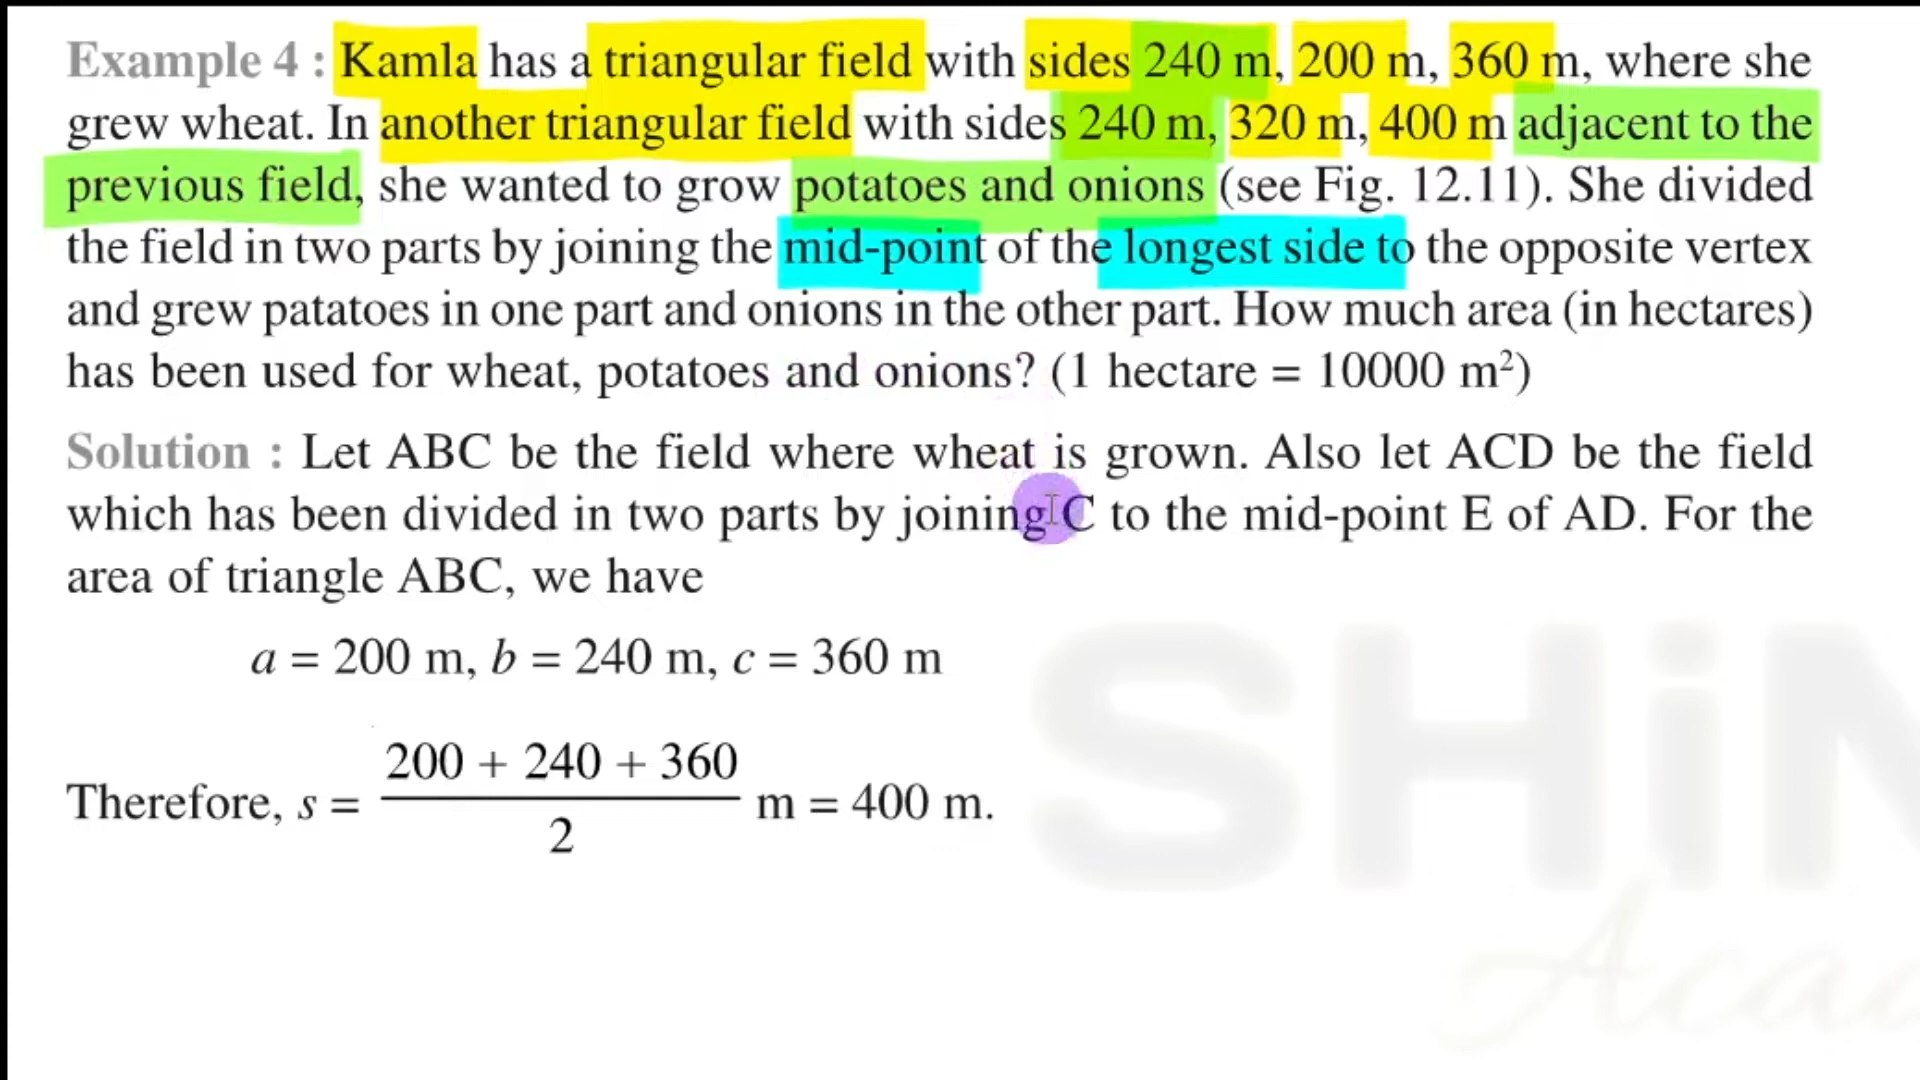 Example 4 : Kamla has a triangular field with sides 240 m, 200 m, 360 m, where she
grew wheat. In another triangular field with sides 240 m, 320 m, 400 m adjacent to the
previous field, she wanted to grow potatoes and onions (see Fig. 12.11). She divided
the field in two parts by joining the mid-point of the longest side to the opposite vertex
and grew patatoes in one part and onions in the other part. How much area (in hectares)
has been used for wheat, potatoes and onions? (1 hectare = 10000 m²)
Solution : Let ABC be the field where wheat is grown. Also let ACD be the field
which has been divided in two parts by joining C to the mid-point E of AD. For the
area of triangle ABC, we have
a = 200 m, b = 240 m, c = 360 m
Therefore, s = (200 + 240 + 360)/2 m = 400 m.